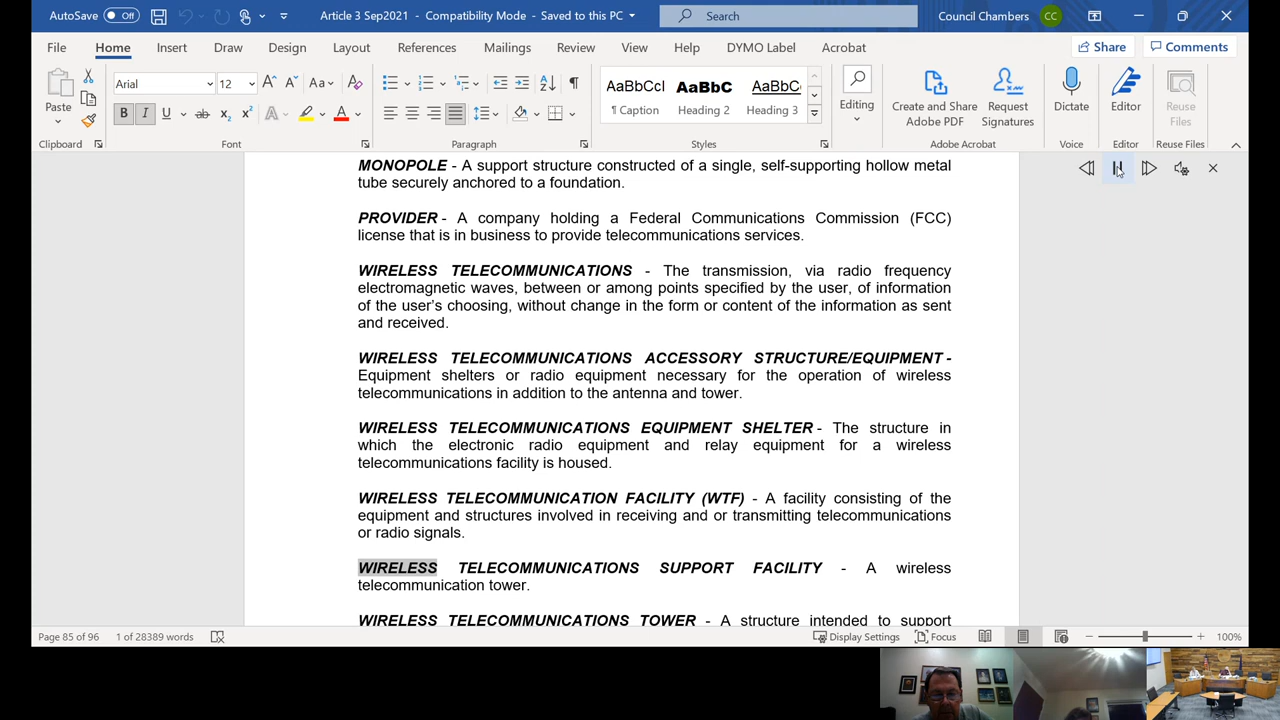 AutoSave Off Article 3 Sep2021 - Compatibility Mode - Saved to this PC Search Council Chambers CC
File Home Insert Draw Design Layout References Mailings Review View Help DYMO Label Acrobat Share Comments
Paste Arial 12 Aa A B I U ab x₂ x² A A
AaBbCcI AaBbC AaBbC
¶ Caption Heading 2 Heading 3
Editing
Create and Share Adobe PDF
Request Signatures
Dictate
Editor
Reuse Files
Clipboard Font Paragraph Styles Adobe Acrobat Voice Editor Reuse Files
MONOPOLE - A support structure constructed of a single, self-supporting hollow metal
tube securely anchored to a foundation.
PROVIDER - A company holding a Federal Communications Commission (FCC)
license that is in business to provide telecommunications services.
WIRELESS TELECOMMUNICATIONS - The transmission, via radio frequency
electromagnetic waves, between or among points specified by the user, of information
of the user's choosing, without change in the form or content of the information as sent
and received.
WIRELESS TELECOMMUNICATIONS ACCESSORY STRUCTURE/EQUIPMENT -
Equipment shelters or radio equipment necessary for the operation of wireless
telecommunications in addition to the antenna and tower.
WIRELESS TELECOMMUNICATIONS EQUIPMENT SHELTER - The structure in
which the electronic radio equipment and relay equipment for a wireless
telecommunications facility is housed.
WIRELESS TELECOMMUNICATION FACILITY (WTF) - A facility consisting of the
equipment and structures involved in receiving and or transmitting telecommunications
or radio signals.
WIRELESS TELECOMMUNICATIONS SUPPORT FACILITY - A wireless
telecommunication tower.
WIRELESS TELECOMMUNICATIONS TOWER - A structure intended to support
Page 85 of 96 1 of 28389 words Display Settings Focus 100%